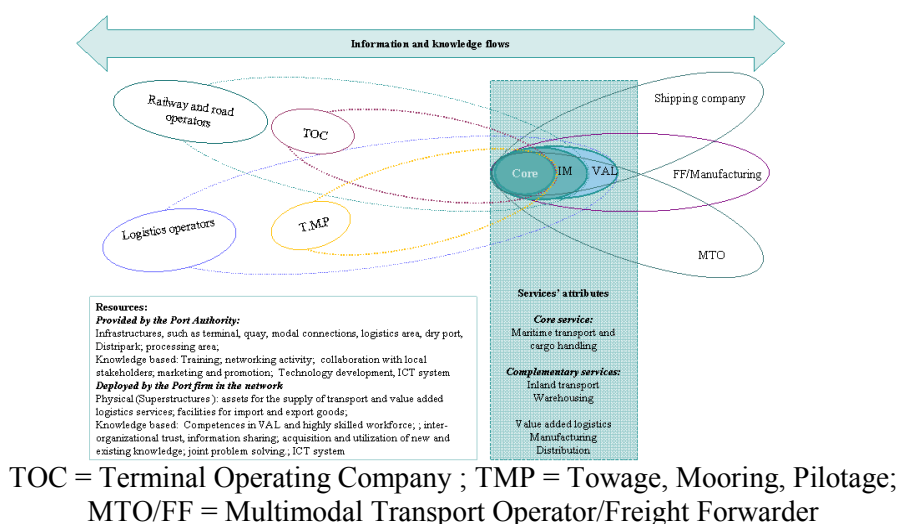 Information and knowledge flows
Railway and road
operators
TOC
Shipping company
Core
IM
VAL
FF/Manufacturing
Logistics operators
T.M.P
MTO
Resources:
Provided by the Port Authority:
Infrastructures, such as terminal, quay, modal connections, logistics area, dry port,
Distripark; processing area;
Knowledge based: Training; networking activity; collaboration with local
stakeholders; marketing and promotion; Technology development, ICT system
Deployed by the Port firm in the network
Physical (Superstructures): assets for the supply of transport and value added
logistics services; facilities for import and export goods;
Knowledge based: Competences in VAL and highly skilled workforce; ; inter-
organizational trust, information sharing; acquisition and utilization of new and
existing knowledge; joint problem solving.; ICT system
Services' attributes
Core service:
Maritime transport and
cargo handling
Complementary services:
Inland transport
Warehousing
Value added logistics
Manufacturing
Distribution
TOC = Terminal Operating Company ; TMP = Towage, Mooring, Pilotage;
MTO/FF = Multimodal Transport Operator/Freight Forwarder